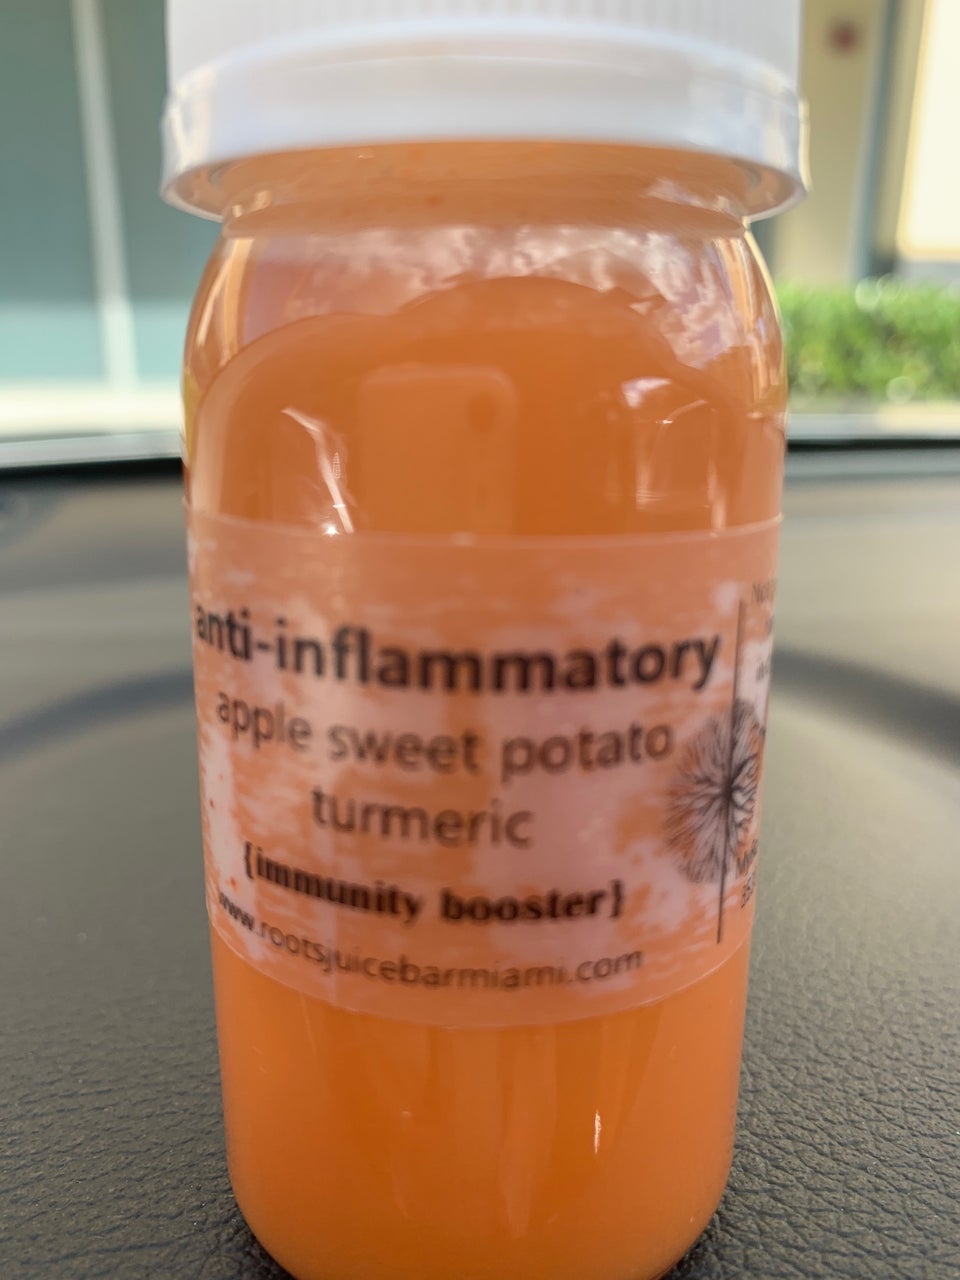 anti-inflammatory
apple sweet potato
turmeric
{immunity booster}
www.rootsjuicebarmiami.com